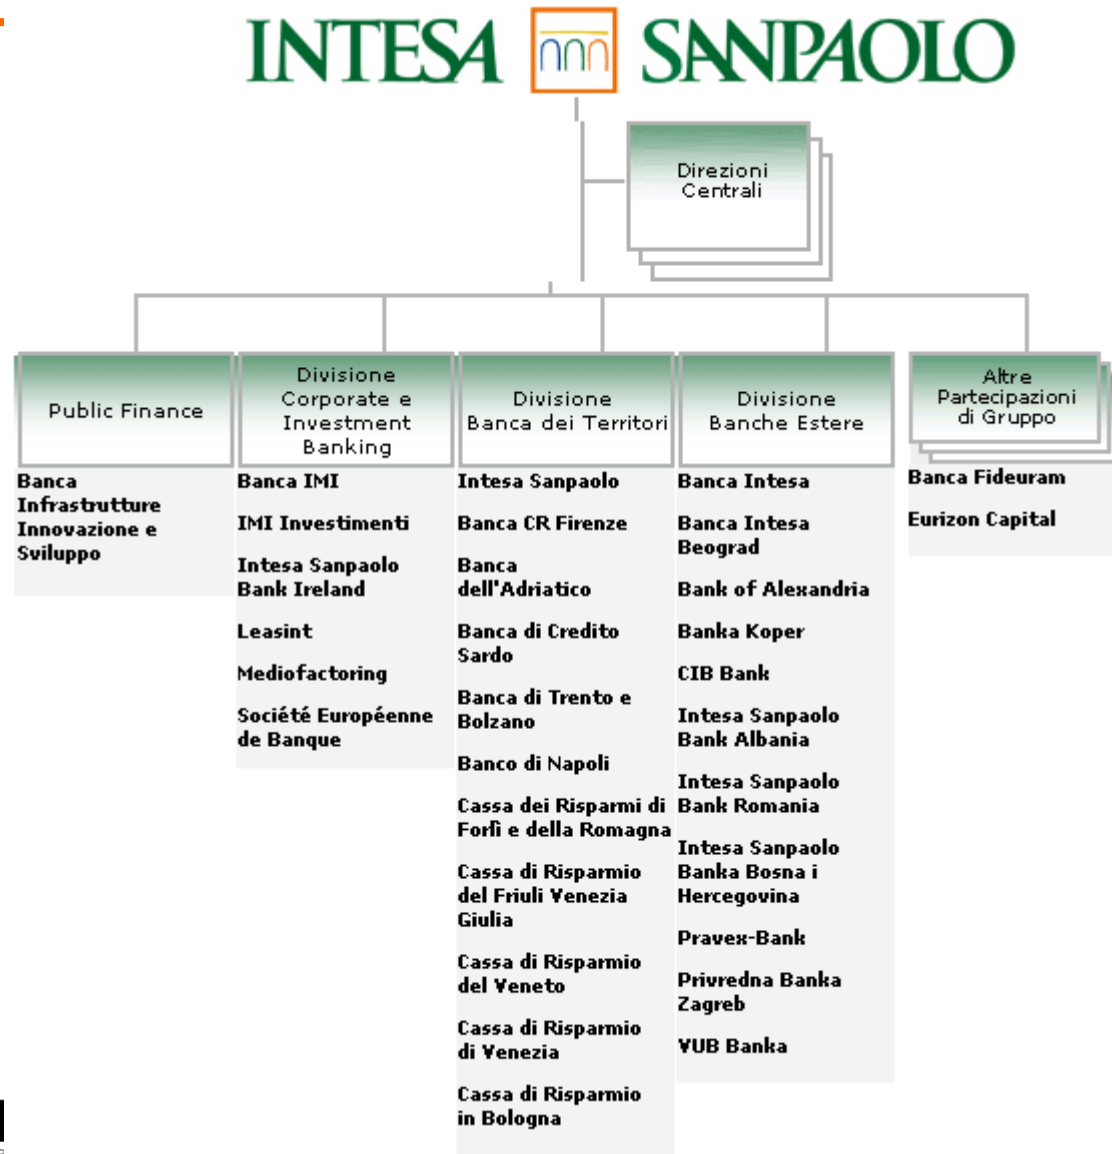 INTESA SANPAOLO
Direzioni
Centrali
Public Finance
Banca
Infrastrutture
Innovazione e
Sviluppo
Divisione
Corporate e
Investment
Banking
Banca IMI
IMI Investimenti
Intesa Sanpaolo
Bank Ireland
Leasint
Mediofactoring
Société Européenne
de Banque
Divisione
Banca dei Territori
Intesa Sanpaolo
Banca CR Firenze
Banca
dell'Adriatico
Banca di Credito
Sardo
Banca di Trento e
Bolzano
Banco di Napoli
Cassa dei Risparmi di
Forlì e della Romagna
Cassa di Risparmio
del Friuli Venezia
Giulia
Cassa di Risparmio
del Veneto
Cassa di Risparmio
di Venezia
Cassa di Risparmio
in Bologna
Divisione
Banche Estere
Banca Intesa
Banca Intesa
Beograd
Bank of Alexandria
Banka Koper
CIB Bank
Intesa Sanpaolo
Bank Albania
Intesa Sanpaolo
Bank Romania
Intesa Sanpaolo
Banka Bosna i
Hercegovina
Pravex-Bank
Privredna Banka
Zagreb
VUB Banka
Altre
Partecipazioni
di Gruppo
Banca Fideuram
Eurizon Capital